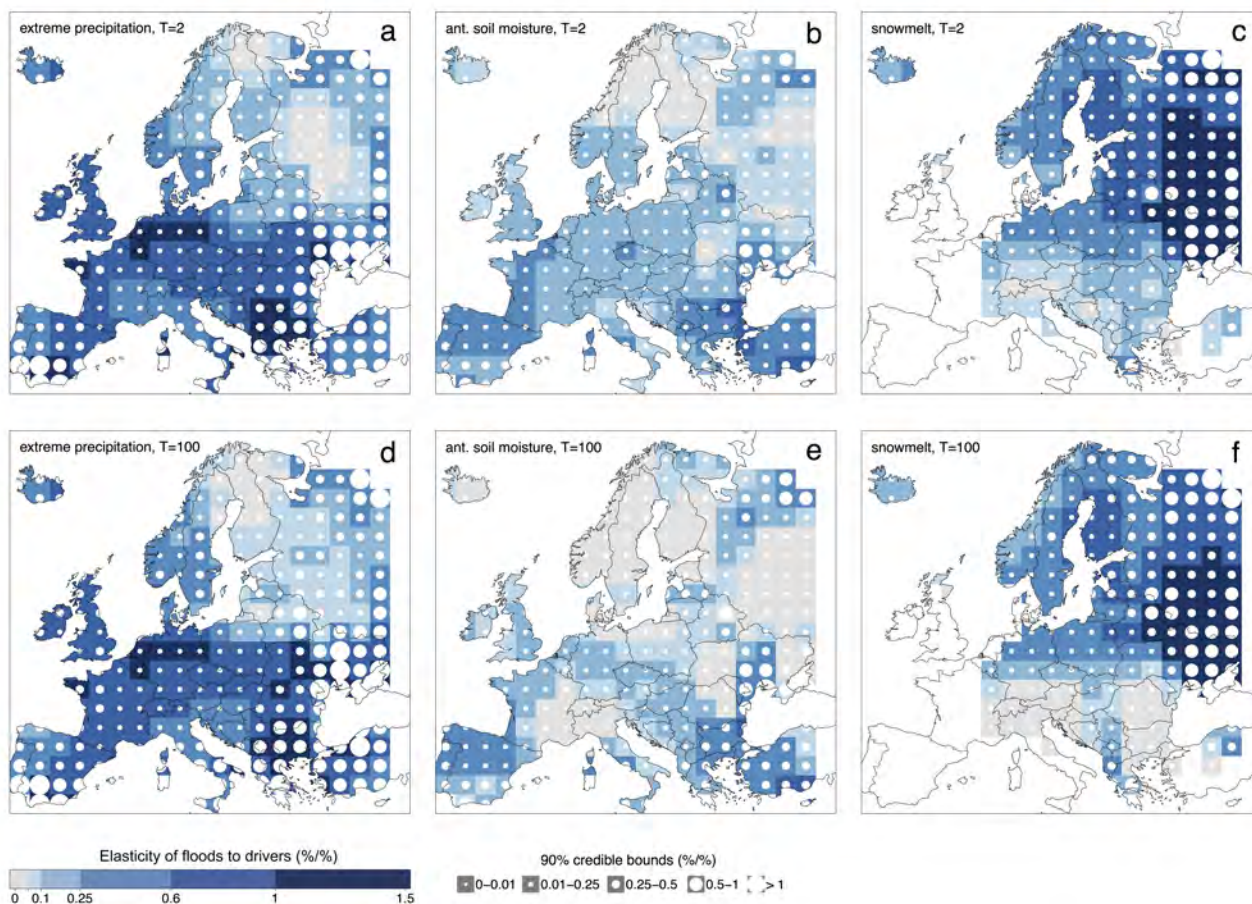 extreme precipitation, T=2
a
ant. soil moisture, T=2
b
snowmelt, T=2
c
extreme precipitation, T=100
d
ant. soil moisture, T=100
e
snowmelt, T=100
f
Elasticity of floods to drivers (%/%)
0 0.1 0.25 0.6 1 1.5
90% credible bounds (%/%)
0−0.01 0.01−0.25 0.25−0.5 0.5−1 > 1